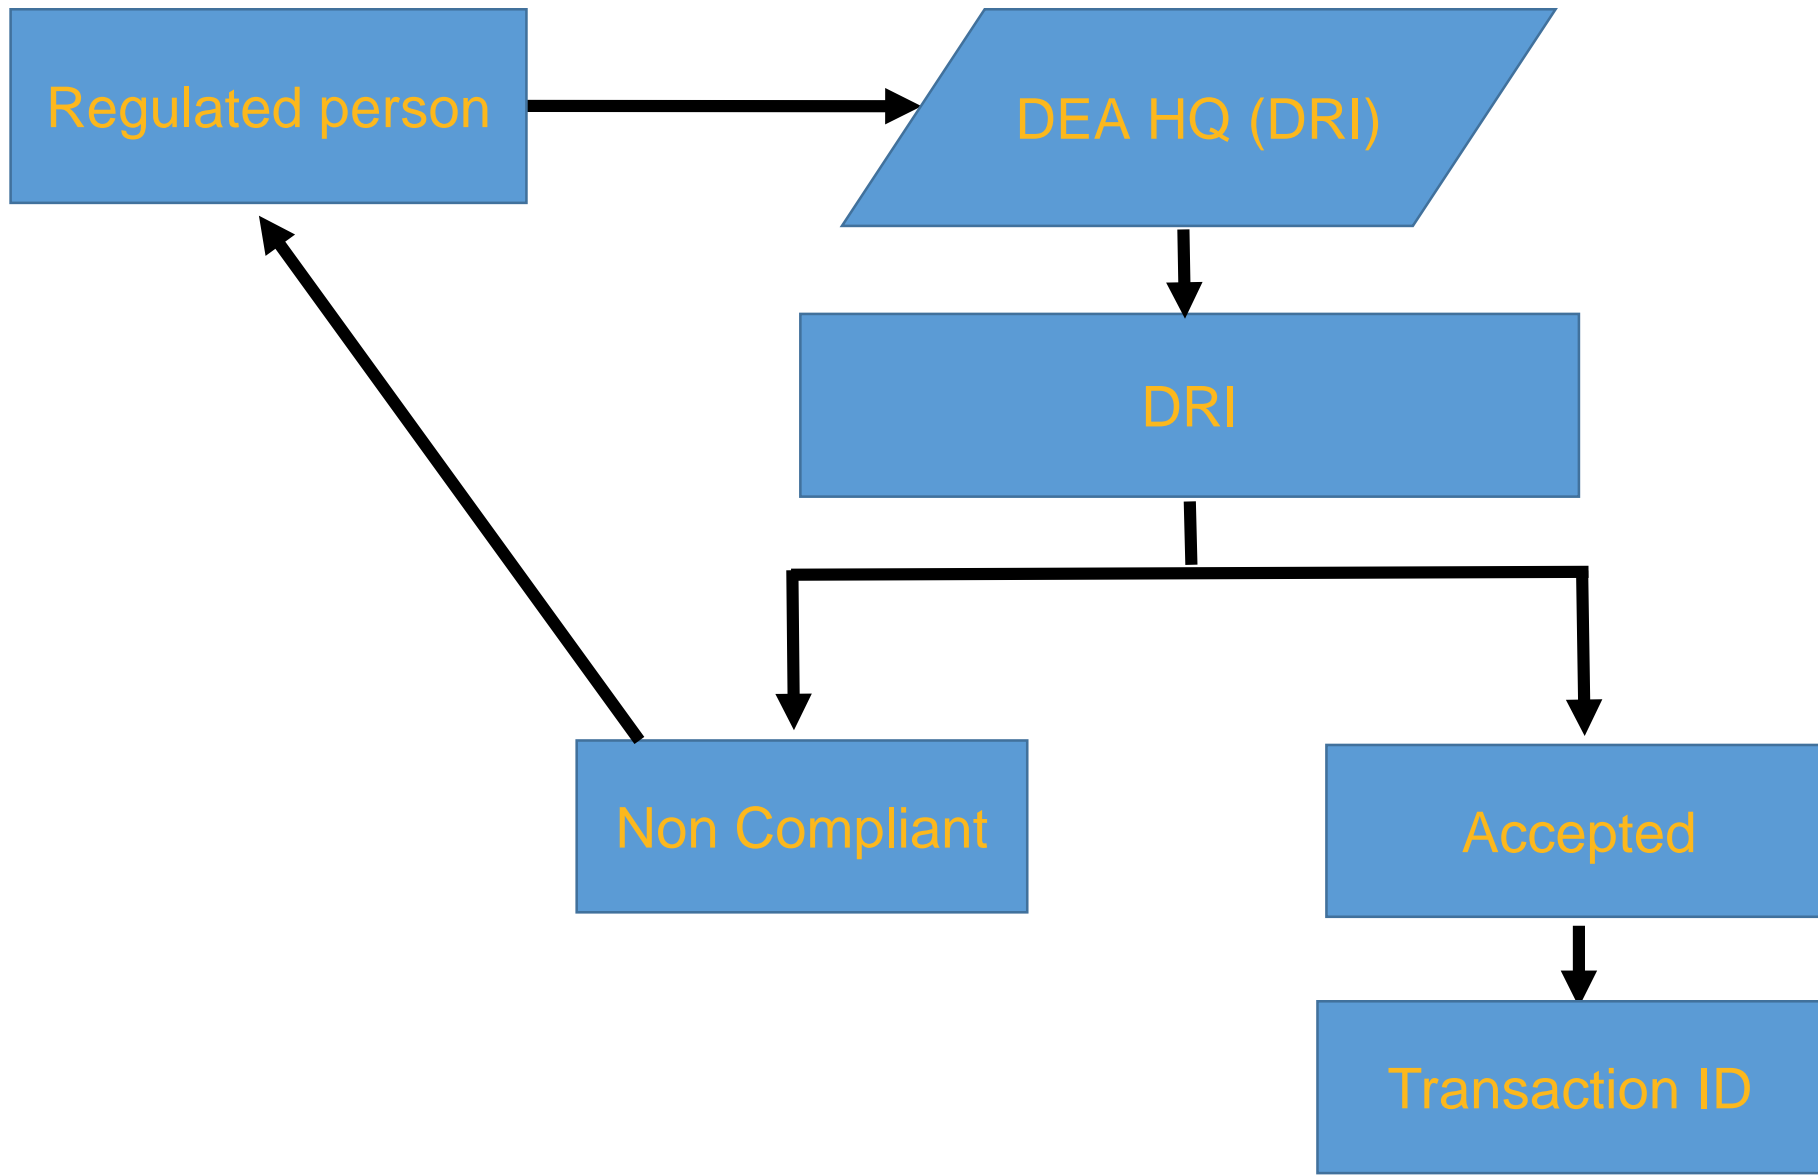 Regulated person
DEA HQ (DRI)
DRI
Non Compliant
Accepted
Transaction ID